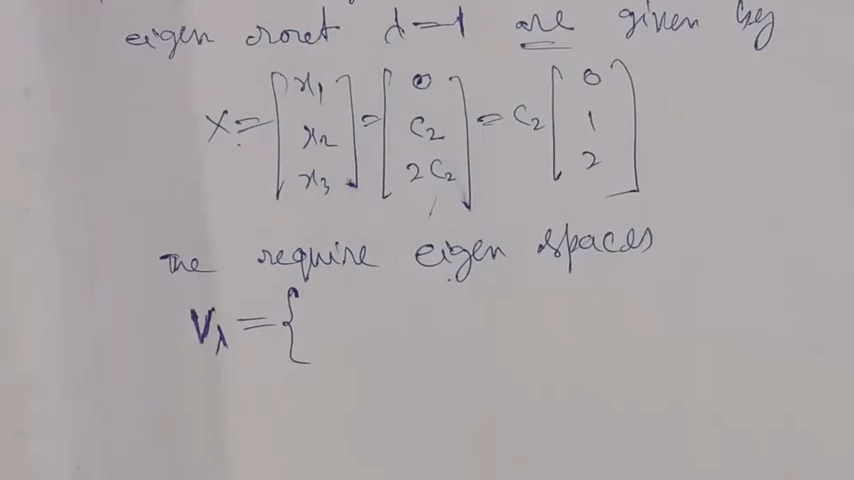 eigen root λ=1 are given by
X = [x1 x2 x3] = [0 c2 2c2] = c2 [0 1 2]
The require eigen spaces
Vλ = {